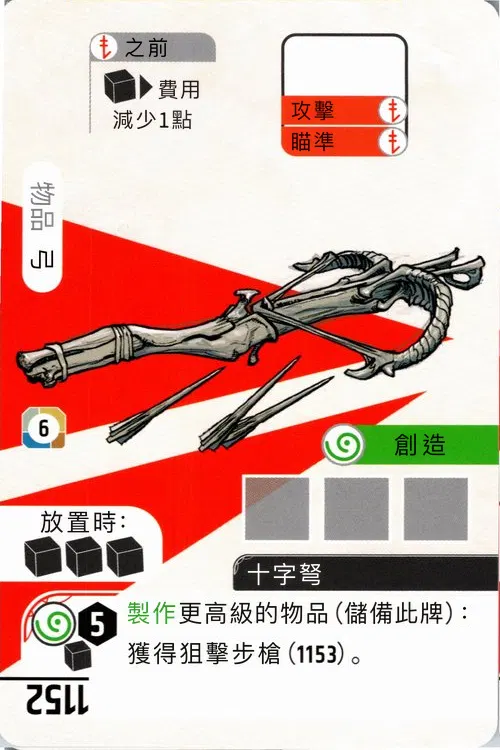 之前
費用
減少1點
攻擊
瞄準
物品 弓
6
創造
放置時：
十字弩
5
製作更高級的物品（儲備此牌）：
獲得狙擊步槍（1153）。
1152